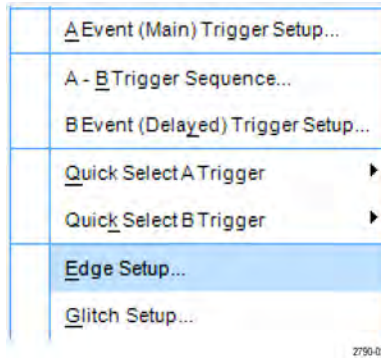 A Event (Main) Trigger Setup...
A - B Trigger Sequence...
B Event (Delayed) Trigger Setup...
Quick Select A Trigger
Quick Select B Trigger
Edge Setup...
Glitch Setup...